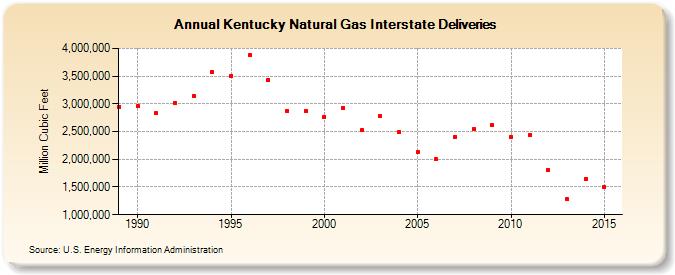 Annual Kentucky Natural Gas Interstate Deliveries
Million Cubic Feet
4,000,000
3,500,000
3,000,000
2,500,000
2,000,000
1,500,000
1,000,000
1990 1995 2000 2005 2010 2015
Source: U.S. Energy Information Administration